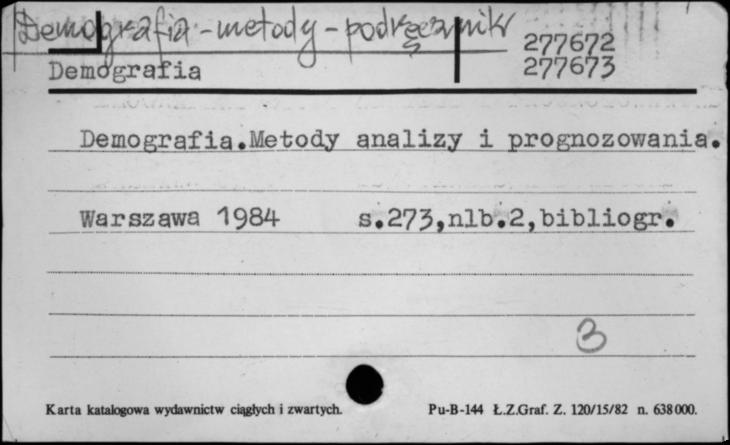 Demografia - metody - podręcznik
277672
Demografia 277673
Demografia.Metody analizy i prognozowania.
Warszawa 1984 s.273,nlb.2,bibliogr.
3
Karta katalogowa wydawnictw ciągłych i zwartych. Pu-B-144 Ł.Z.Graf. Z. 120/15/82 n. 638000.